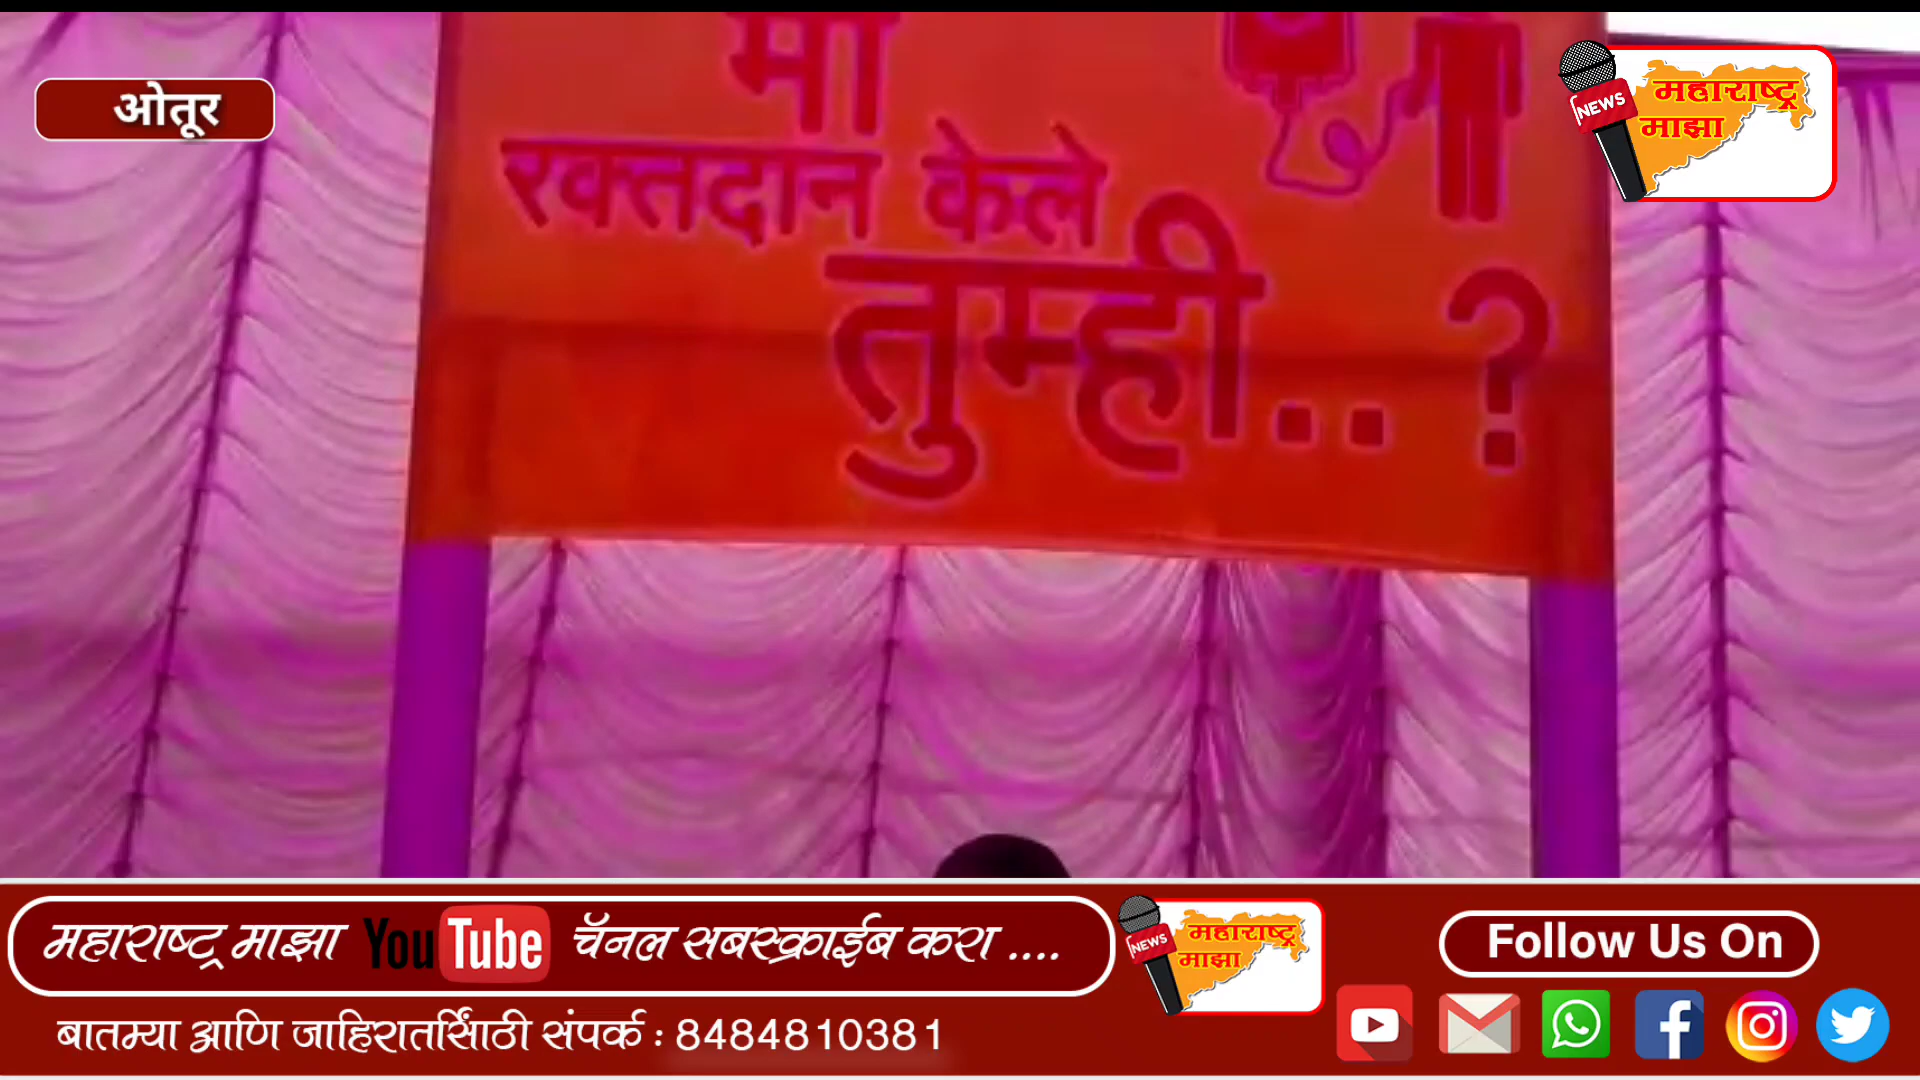 ओतूर
मी
रक्तदान केले
तुम्ही.. ?
NEWS
महाराष्ट्र
माझा
महाराष्ट्र माझा YouTube चॅनल सबस्क्राईब करा ....
NEWS
महाराष्ट्र
माझा
Follow Us On
बातम्या आणि जाहिरातींसाठी संपर्क : 8484810381